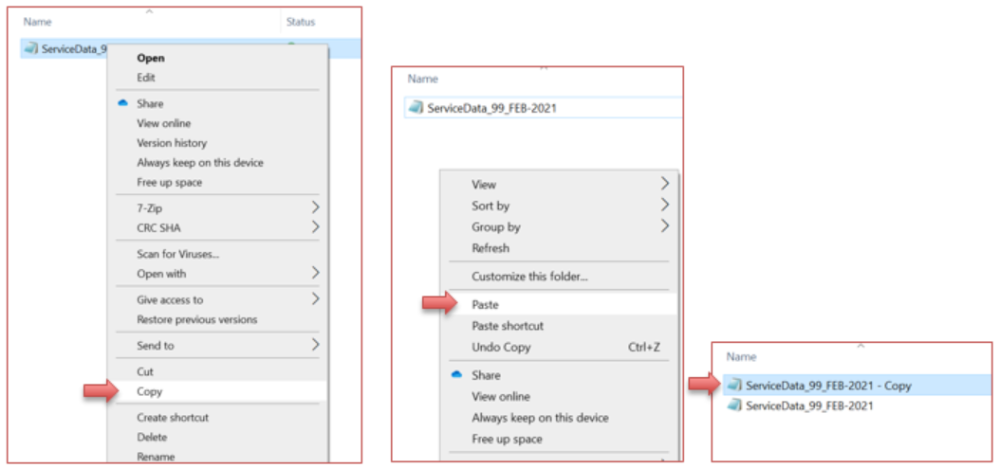 Name Status
ServiceData_9
Open
Edit
Share
View online
Version history
Always keep on this device
Free up space
7-Zip
CRC SHA
Scan for Viruses...
Open with
Give access to
Restore previous versions
Send to
Cut
Copy
Create shortcut
Delete
Rename
Name
ServiceData_99_FEB-2021
View
Sort by
Group by
Refresh
Customize this folder...
Paste
Paste shortcut
Undo Copy Ctrl+Z
Share
View online
Always keep on this device
Free up space
Name
ServiceData_99_FEB-2021 - Copy
ServiceData_99_FEB-2021